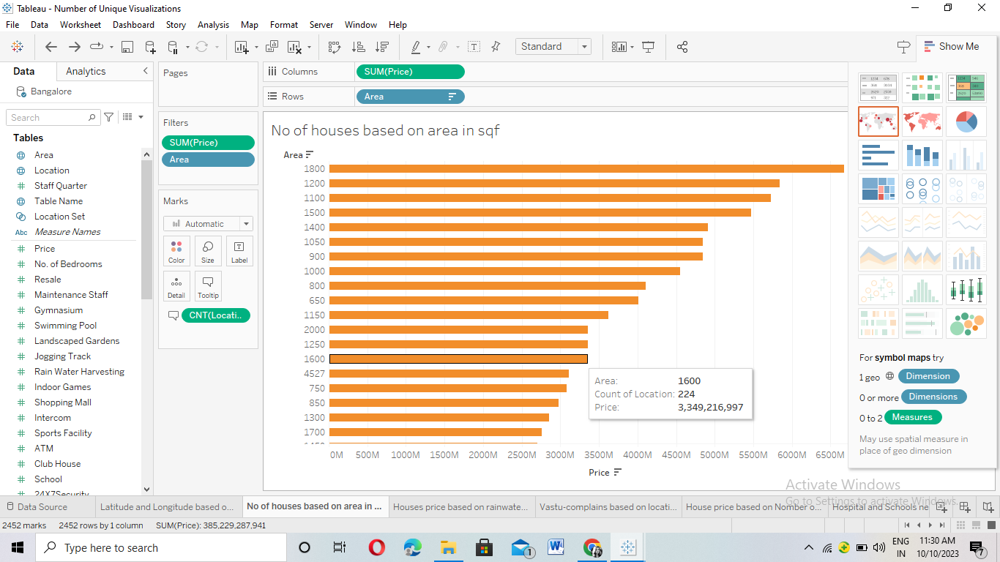 Tableau - Number of Unique Visualizations
File Data Worksheet Dashboard Story Analysis Map Format Server Window Help
Standard
Show Me
Data Analytics
Bangalore
Search
Tables
Area
Location
Staff Quarter
Table Name
Location Set
Abc Measure Names
Price
No. of Bedrooms
Resale
Maintenance Staff
Gymnasium
Swimming Pool
Landscaped Gardens
Jogging Track
Rain Water Harvesting
Indoor Games
Shopping Mall
Intercom
Sports Facility
ATM
Club House
School
24X7Security
Pages
Filters
SUM(Price)
Area
Marks
Automatic
Color Size Label
Detail Tooltip
CNT(Locati..
Columns SUM(Price)
Rows Area
No of houses based on area in sqf
Area
1800
1200
1100
1500
1400
1050
900
1000
800
650
1150
2000
1250
1600
4527
750
850
1300
1700
0M 500M 1000M 1500M 2000M 2500M 3000M 3500M 4000M 4500M 5000M 5500M 6000M 6500M
Price
Area: 1600
Count of Location: 224
Price: 3,349,216,997
For symbol maps try
1 geo Dimension
0 or more Dimensions
0 to 2 Measures
May use spatial measure in
place of geo dimension
Activate Windows
Go to Settings to activate Windows.
Data Source Latitude and Longitude based o... No of houses based on area in ... Houses price based on rainwate... Vastu-complains based on locati... House price based on Nomber o... Hospital and Schools ne
2452 marks 2452 rows by 1 column SUM(Price): 385,229,287,941
Type here to search
1
ENG
IN
11:30 AM
10/10/2023
7